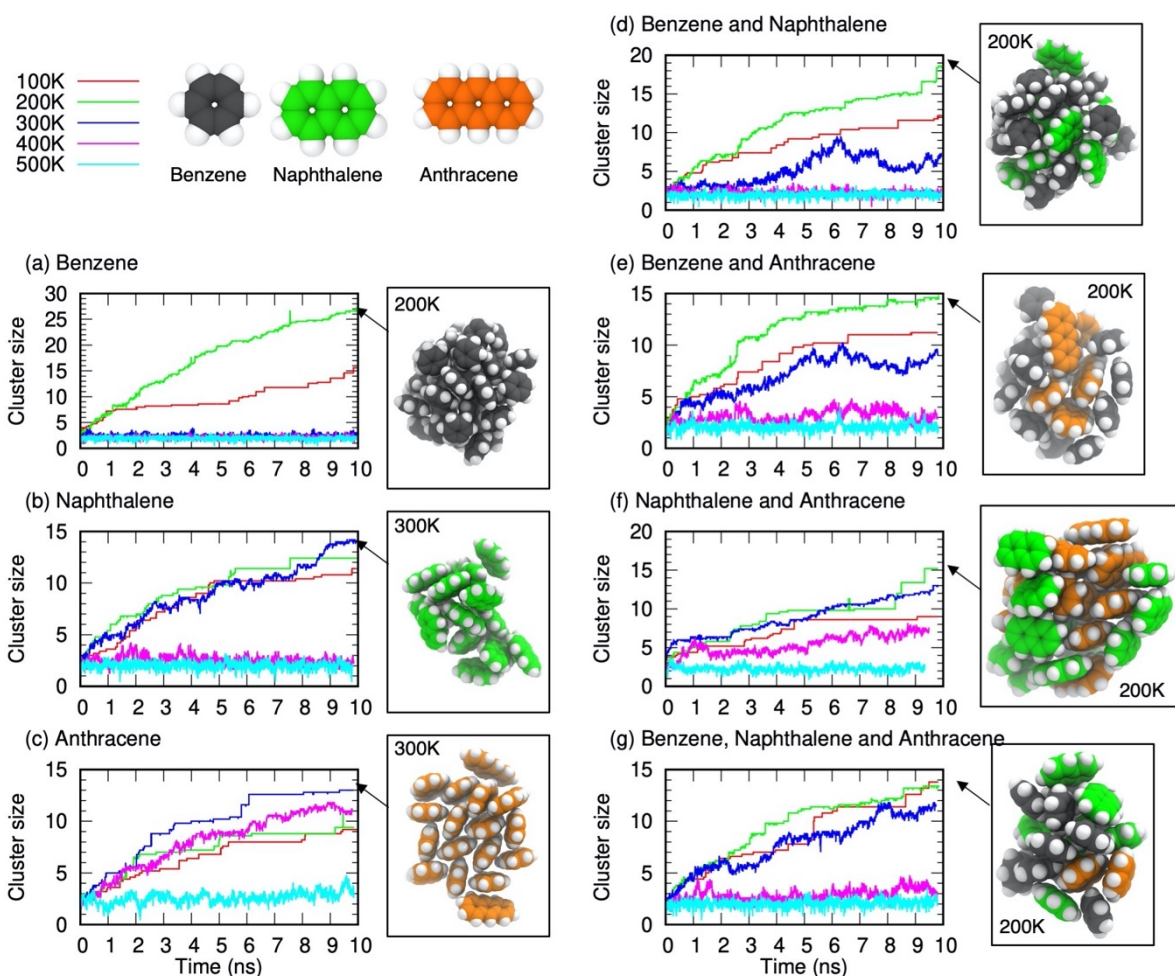 100K
200K
300K
400K
500K
Benzene
Naphthalene
Anthracene
(a) Benzene
Cluster size
30
25
20
15
10
5
0
0 1 2 3 4 5 6 7 8 9 10
200K
(b) Naphthalene
Cluster size
15
10
5
0
0 1 2 3 4 5 6 7 8 9 10
300K
(c) Anthracene
Cluster size
15
10
5
0
0 1 2 3 4 5 6 7 8 9 10
Time (ns)
300K
(d) Benzene and Naphthalene
Cluster size
20
15
10
5
0
0 1 2 3 4 5 6 7 8 9 10
200K
(e) Benzene and Anthracene
Cluster size
15
10
5
0
0 1 2 3 4 5 6 7 8 9 10
200K
(f) Naphthalene and Anthracene
Cluster size
20
15
10
5
0
0 1 2 3 4 5 6 7 8 9 10
200K
(g) Benzene, Naphthalene and Anthracene
Cluster size
15
10
5
0
0 1 2 3 4 5 6 7 8 9 10
Time (ns)
200K